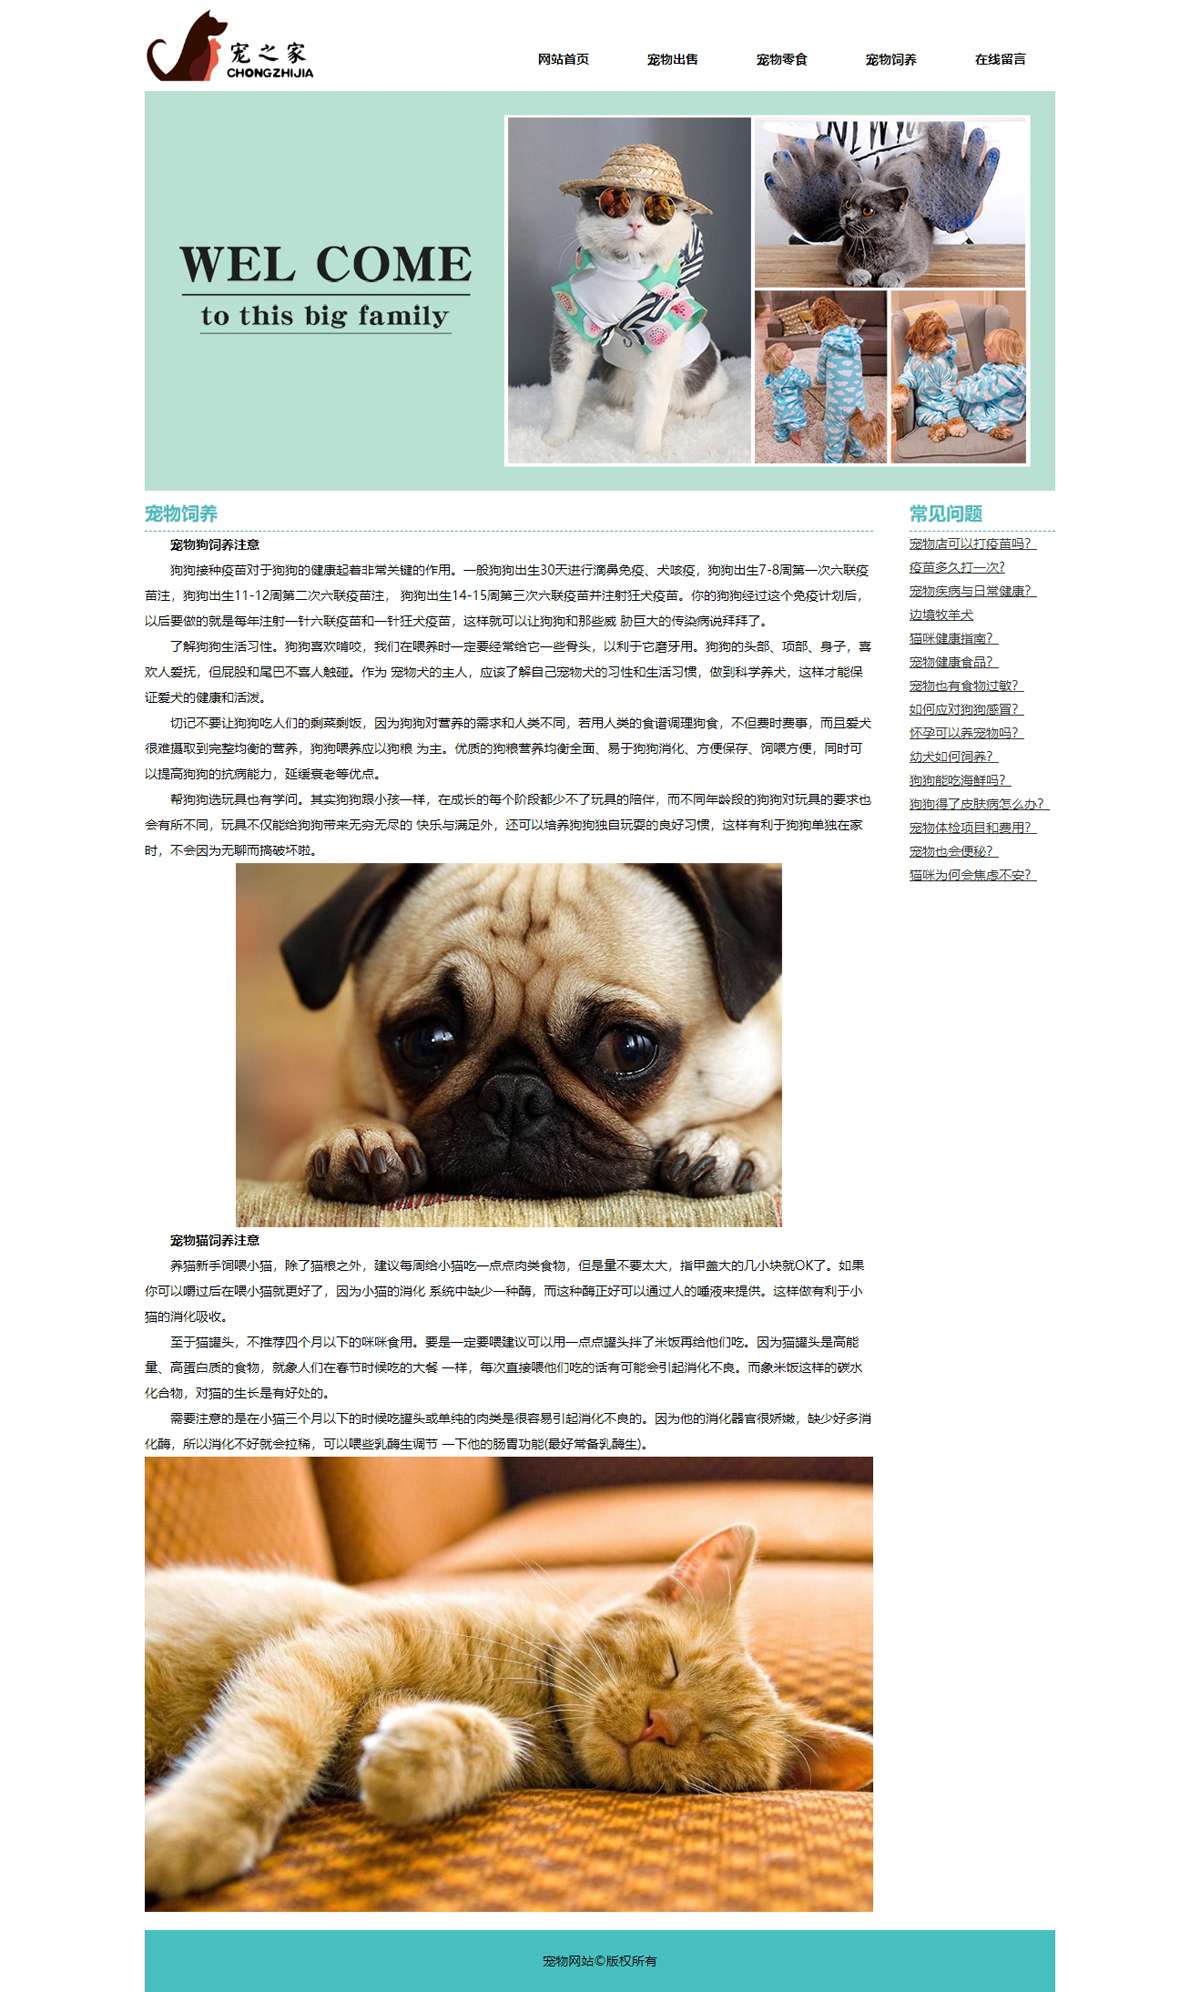 宠之家
CHONGZHIJIA
网站首页 宠物出售 宠物零食 宠物饲养 在线留言
NEW YO
WEL COME
to this big family
宠物饲养
宠物狗饲养注意
狗狗接种疫苗对于狗狗的健康起着非常关键的作用。一般狗狗出生30天进行滴鼻免疫、犬咳疫，狗狗出生7-8周第一次六联疫
苗注，狗狗出生11-12周第二次六联疫苗注， 狗狗出生14-15周第三次六联疫苗并注射狂犬疫苗。你的狗狗经过这个免疫计划后，
以后要做的就是每年注射一针六联疫苗和一针狂犬疫苗，这样就可以让狗狗和那些威 胁巨大的传染病说拜拜了。
了解狗狗生活习性。狗狗喜欢啃咬，我们在喂养时一定要经常给它一些骨头，以利于它磨牙用。狗狗的头部、项部、身子，喜
欢人爱抚，但屁股和尾巴不喜人触碰。作为 宠物犬的主人，应该了解自己宠物犬的习性和生活习惯，做到科学养犬，这样才能保
证爱犬的健康和活泼。
切记不要让狗狗吃人们的剩菜剩饭，因为狗狗对营养的需求和人类不同，若用人类的食谱调理狗食，不但费时费事，而且爱犬
很难摄取到完整均衡的营养，狗狗喂养应以狗粮 为主。优质的狗粮营养均衡全面、易于狗狗消化、方便保存、饲喂方便，同时可
以提高狗狗的抗病能力，延缓衰老等优点。
帮狗狗选玩具也有学问。其实狗狗跟小孩一样，在成长的每个阶段都少不了玩具的陪伴，而不同年龄段的狗狗对玩具的要求也
会有所不同，玩具不仅能给狗狗带来无穷无尽的 快乐与满足外，还可以培养狗狗独自玩耍的良好习惯，这样有利于狗狗单独在家
时，不会因为无聊而搞破坏啦。
宠物猫饲养注意
养猫新手饲喂小猫，除了猫粮之外，建议每周给小猫吃一点点肉类食物，但是量不要太大，指甲盖大的几小块就OK了。如果
你可以嚼过后在喂小猫就更好了，因为小猫的消化 系统中缺少一种酶，而这种酶正好可以通过人的唾液来提供。这样做有利于小
猫的消化吸收。
至于猫罐头，不推荐四个月以下的咪咪食用。要是一定要喂建议可以用一点点罐头拌了米饭再给他们吃。因为猫罐头是高能
量、高蛋白质的食物，就象人们在春节时候吃的大餐 一样，每次直接喂他们吃的话有可能会引起消化不良。而象米饭这样的碳水
化合物，对猫的生长是有好处的。
需要注意的是在小猫三个月以下的时候吃罐头或单纯的肉类是很容易引起消化不良的。因为他的消化器官很娇嫩，缺少好多消
化酶，所以消化不好就会拉稀，可以喂些乳酶生调节 一下他的肠胃功能(最好常备乳酶生)。
常见问题
宠物店可以打疫苗吗？
疫苗多久打一次?
宠物疾病与日常健康？
边境牧羊犬
猫咪健康指南？
宠物健康食品？
宠物也有食物过敏？
如何应对狗狗感冒？
怀孕可以养宠物吗？
幼犬如何饲养？
狗狗能吃海鲜吗？
狗狗得了皮肤病怎么办？
宠物体检项目和费用？
宠物也会便秘？
猫咪为何会焦虑不安？
宠物网站©版权所有